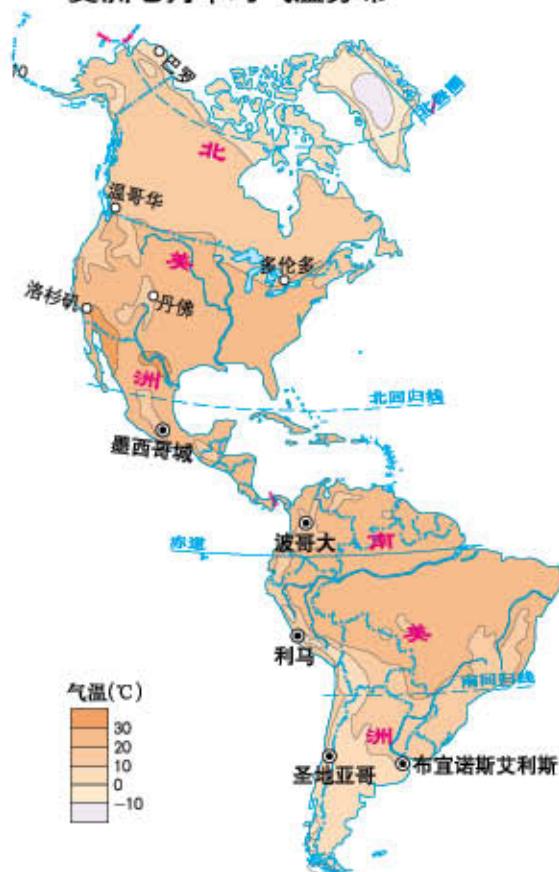 巴罗
北极圈
北
温哥华
美
多伦多
洛杉矶
丹佛
洲
北回归线
墨西哥城
波哥大
南
赤道
美
利马
南回归线
气温(℃)
30
20
10
0
-10
洲
圣地亚哥
布宜诺斯艾利斯